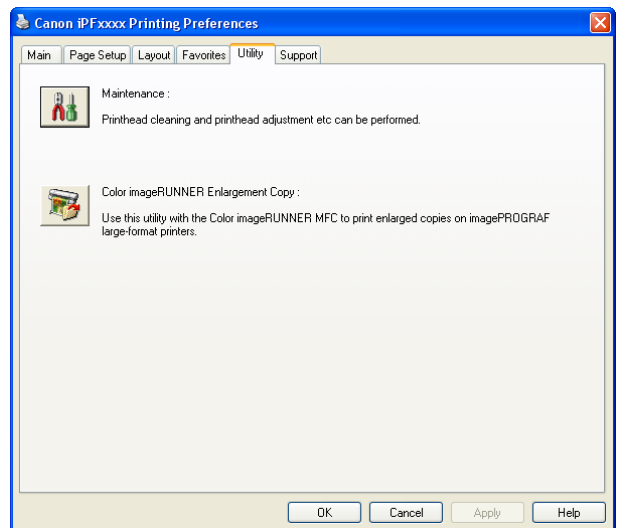 Canon iPFxxxx Printing Preferences
Main Page Setup Layout Favorites Utility Support
Maintenance :
Printhead cleaning and printhead adjustment etc can be performed.
Color imageRUNNER Enlargement Copy :
Use this utility with the Color imageRUNNER MFC to print enlarged copies on imagePROGRAF
large-format printers.
OK Cancel Apply Help